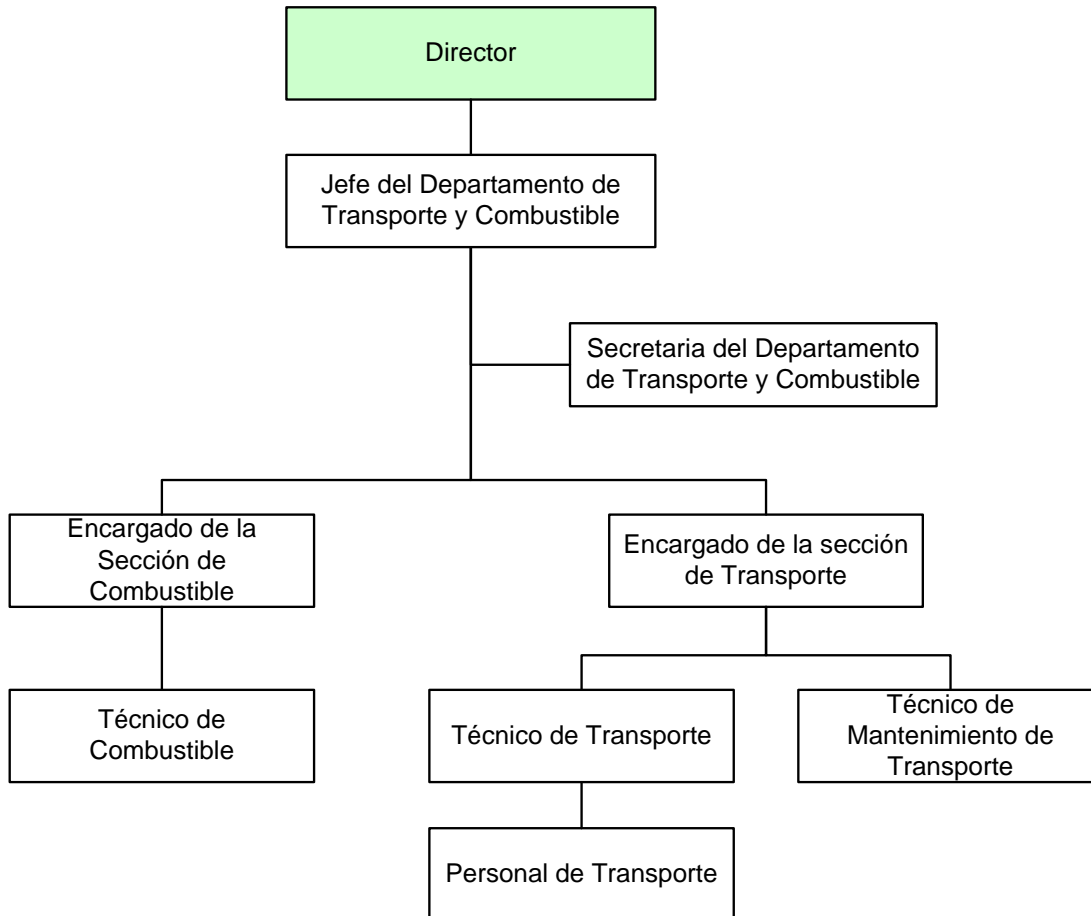 Director
Jefe del Departamento de
Transporte y Combustible
Secretaria del Departamento
de Transporte y Combustible
Encargado de la
Sección de
Combustible
Encargado de la sección
de Transporte
Técnico de
Combustible
Técnico de Transporte
Técnico de
Mantenimiento de
Transporte
Personal de Transporte